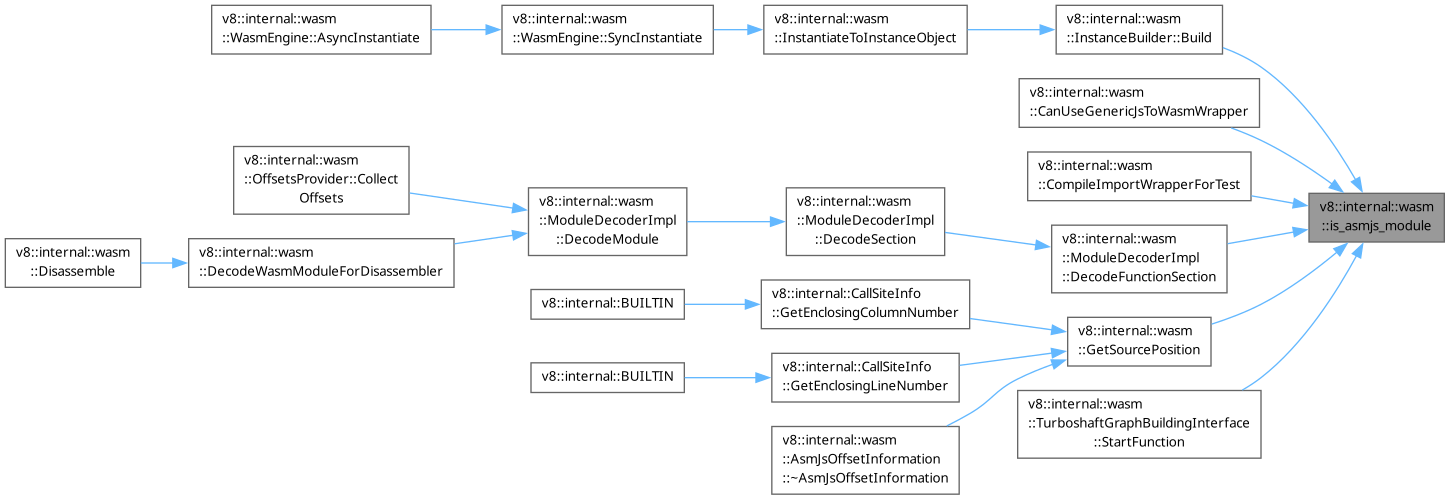 v8::internal::wasm
::WasmEngine::AsyncInstantiate
v8::internal::wasm
::WasmEngine::SyncInstantiate
v8::internal::wasm
::InstantiateToInstanceObject
v8::internal::wasm
::InstanceBuilder::Build
v8::internal::wasm
::CanUseGenericJsToWasmWrapper
v8::internal::wasm
::OffsetsProvider::Collect
Offsets
v8::internal::wasm
::CompileImportWrapperForTest
v8::internal::wasm
::ModuleDecoderImpl
::DecodeModule
v8::internal::wasm
::ModuleDecoderImpl
::DecodeSection
v8::internal::wasm
::is_asmjs_module
v8::internal::wasm
::Disassemble
v8::internal::wasm
::DecodeWasmModuleForDisassembler
v8::internal::wasm
::ModuleDecoderImpl
::DecodeFunctionSection
v8::internal::BUILTIN
v8::internal::CallSiteInfo
::GetEnclosingColumnNumber
v8::internal::wasm
::GetSourcePosition
v8::internal::BUILTIN
v8::internal::CallSiteInfo
::GetEnclosingLineNumber
v8::internal::wasm
::TurboshaftGraphBuildingInterface
::StartFunction
v8::internal::wasm
::AsmJsOffsetInformation
::~AsmJsOffsetInformation